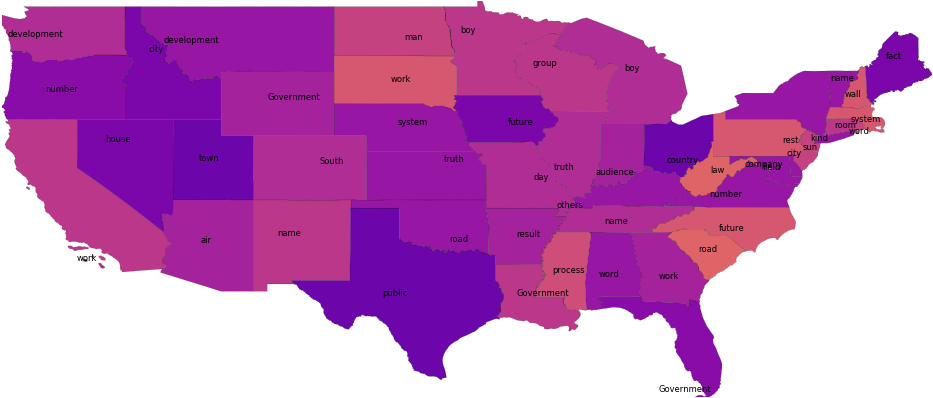 development
city
development
man
boy
group
boy
fact
number
Government
work
name
wall
house
system
future
system
room
word
kind
rest
sun
city
town
South
truth
truth
day
audience
country
law
company
number
others
air
name
road
result
name
future
road
work
public
Government
process
word
work
Government